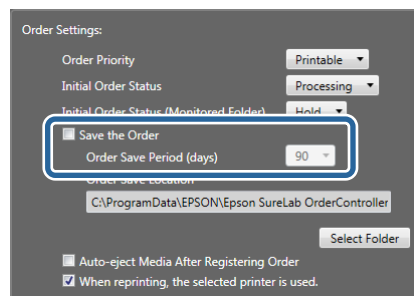 Order Settings:
Order Priority Printable
Initial Order Status Processing
Initial Order Status (Monitored Folder) Hold
Save the Order
Order Save Period (days) 90
Order Save Location
C:\ProgramData\EPSON\Epson SureLab OrderController
Select Folder
Auto-eject Media After Registering Order
When reprinting, the selected printer is used.